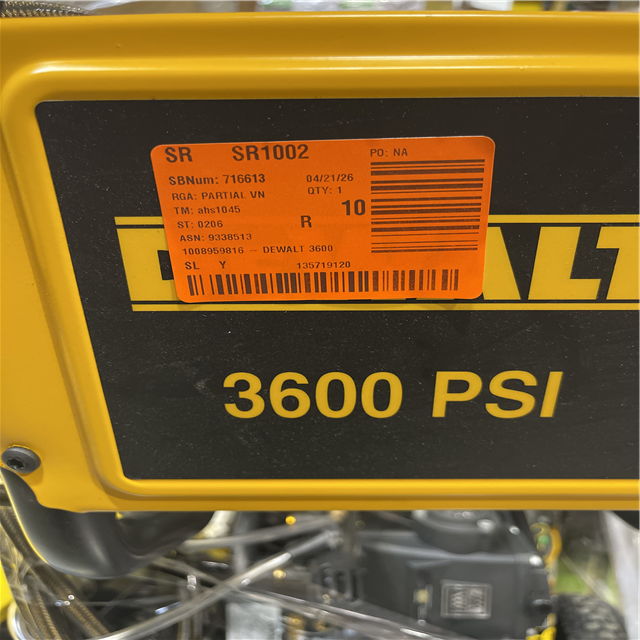 SR SR1002 PO: NA
SBNum: 716613 04/21/26
RGA: PARTIAL VN QTY: 1
TM: ahs1045 R 10
ST: 0206
ASN: 9338513
1008959816 – DEWALT 3600
SL Y 135719120
3600 PSI